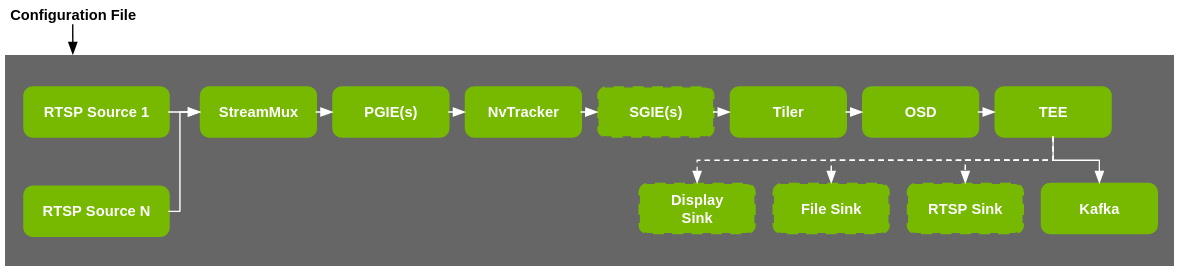 Configuration File
RTSP Source 1
StreamMux
PGIE(s)
NvTracker
SGIE(s)
Tiler
OSD
TEE
RTSP Source N
Display
Sink
File Sink
RTSP Sink
Kafka